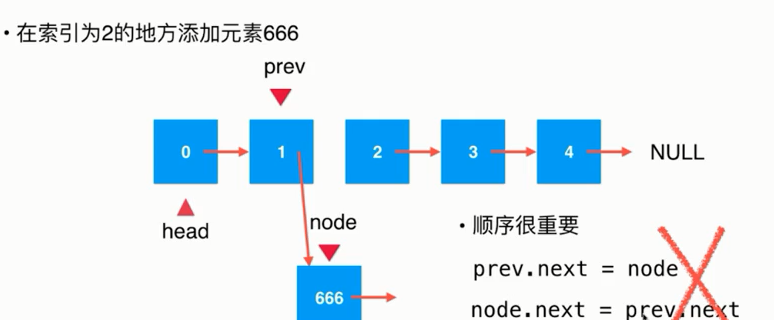 • 在索引为2的地方添加元素666
prev
0 1 2 3 4 NULL
head
node
• 顺序很重要
prev.next = node
666
node.next = prev.next